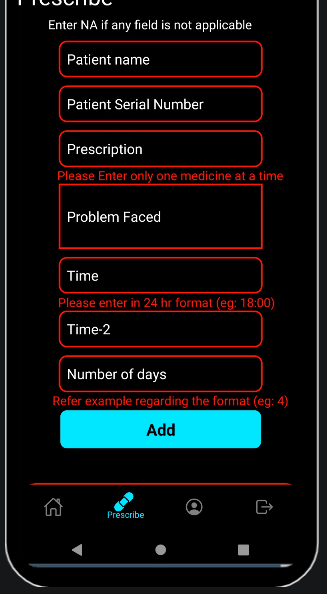 Prescribe
Enter NA if any field is not applicable
Patient name
Patient Serial Number
Prescription
Please Enter only one medicine at a time
Problem Faced
Time
Please enter in 24 hr format (eg: 18:00)
Time-2
Number of days
Refer example regarding the format (eg: 4)
Add
Prescribe